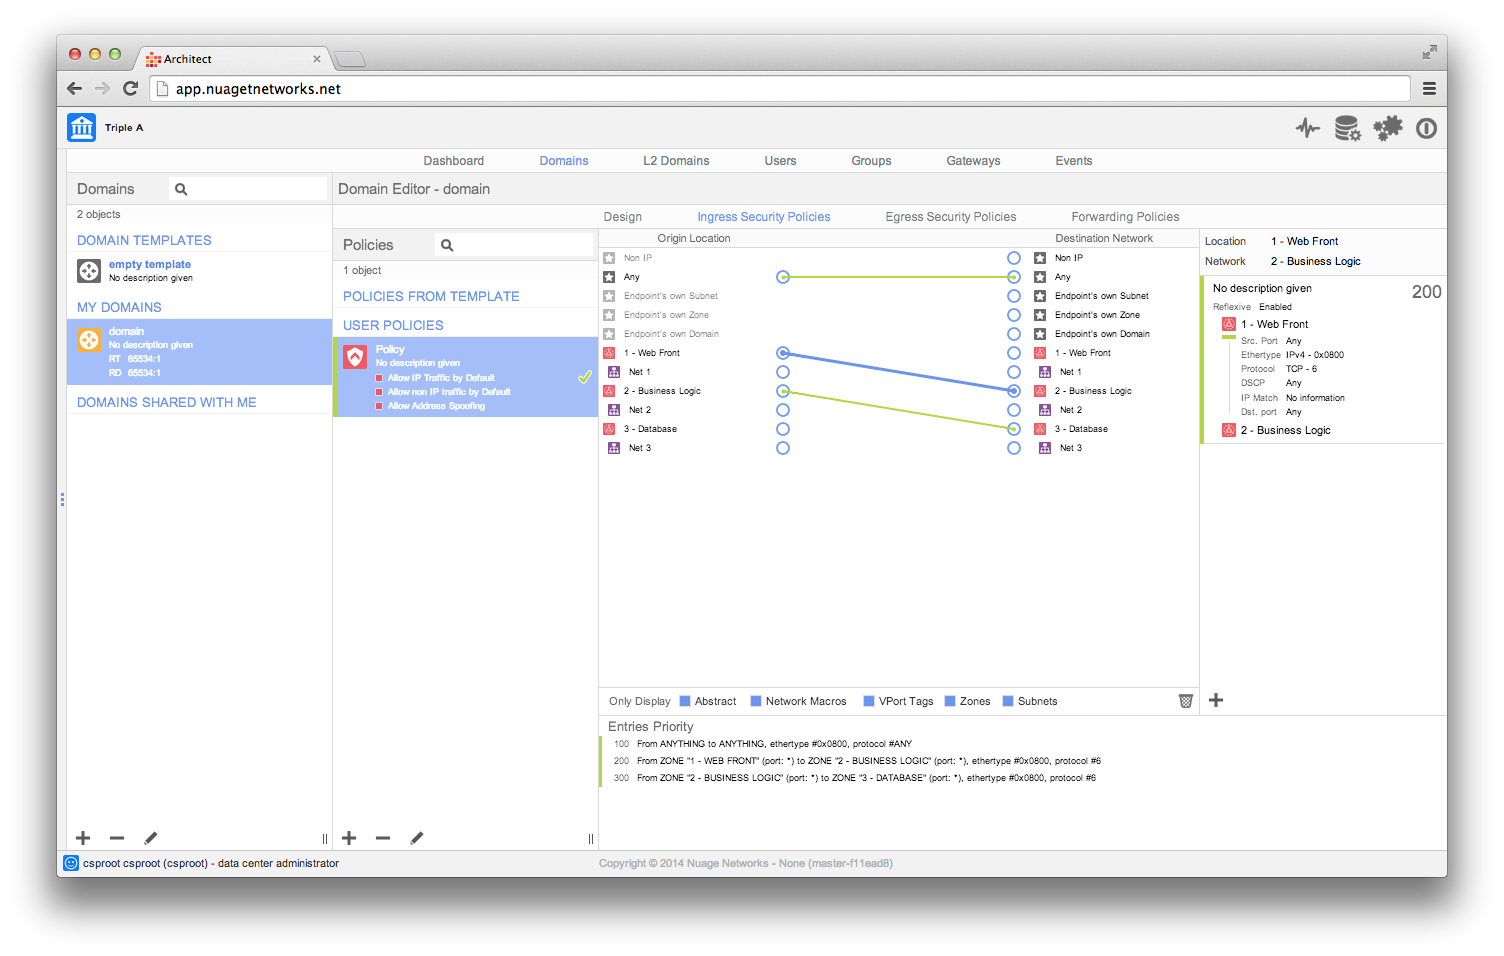 Architect
app.nuagetnetworks.net
Triple A
Dashboard Domains L2 Domains Users Groups Gateways Events
Domains
2 objects
DOMAIN TEMPLATES
empty template
No description given
MY DOMAINS
domain
No description given
RT 65534:1
RD 65534:1
DOMAINS SHARED WITH ME
Domain Editor - domain
Design Ingress Security Policies Egress Security Policies Forwarding Policies
Policies
1 object
POLICIES FROM TEMPLATE
USER POLICIES
Policy
No description given
Allow IP Traffic by Default
Allow non IP traffic by Default
Allow Address Spoofing
Origin Location Destination Network
Non IP Non IP
Any Any
Endpoint's own Subnet Endpoint's own Subnet
Endpoint's own Zone Endpoint's own Zone
Endpoint's own Domain Endpoint's own Domain
1 - Web Front 1 - Web Front
Net 1 Net 1
2 - Business Logic 2 - Business Logic
Net 2 Net 2
3 - Database 3 - Database
Net 3 Net 3
Location 1 - Web Front
Network 2 - Business Logic
No description given 200
Reflexive Enabled
1 - Web Front
Src. Port Any
Ethertype IPv4 - 0x0800
Protocol TCP - 6
DSCP Any
IP Match No information
Dst. port Any
2 - Business Logic
Only Display Abstract Network Macros VPort Tags Zones Subnets
Entries Priority
100 From ANYTHING to ANYTHING, ethertype #0x0800, protocol #ANY
200 From ZONE "1 - WEB FRONT" (port: *) to ZONE "2 - BUSINESS LOGIC" (port: *), ethertype #0x0800, protocol #6
300 From ZONE "2 - BUSINESS LOGIC" (port: *) to ZONE "3 - DATABASE" (port: *), ethertype #0x0800, protocol #6
csproot csproot (csproot) - data center administrator
Copyright © 2014 Nuage Networks - None (master-f11ead8)